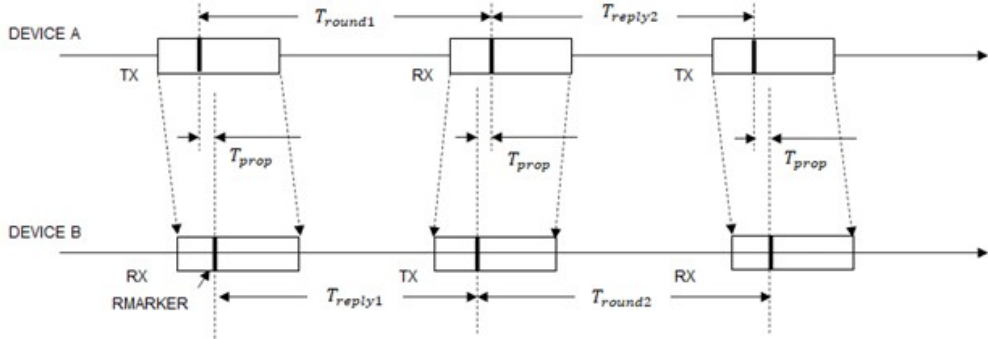 T_round1 T_reply2
DEVICE A
TX RX TX
T_prop T_prop T_prop
DEVICE B
RX TX RX
RMARKER
T_reply1 T_round2